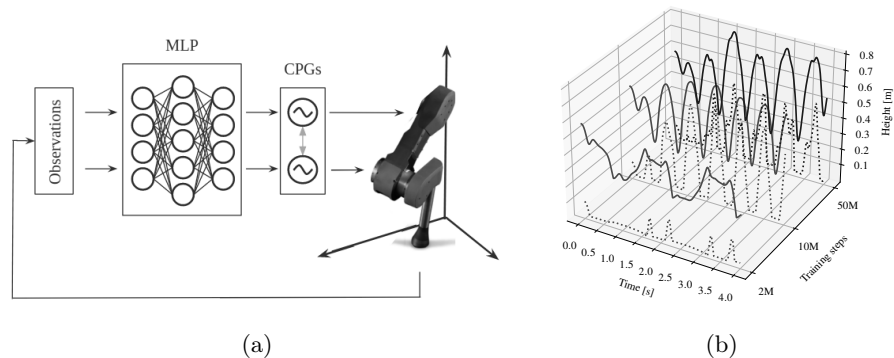 MLP
CPGs
Observations
(a)
0.8
0.7
0.6
0.5
0.4
0.3
0.2
0.1
Height [m]
50M
10M
2M
Training steps
0.0
0.5
1.0
1.5
2.0
2.5
3.0
3.5
4.0
Time [s]
(b)